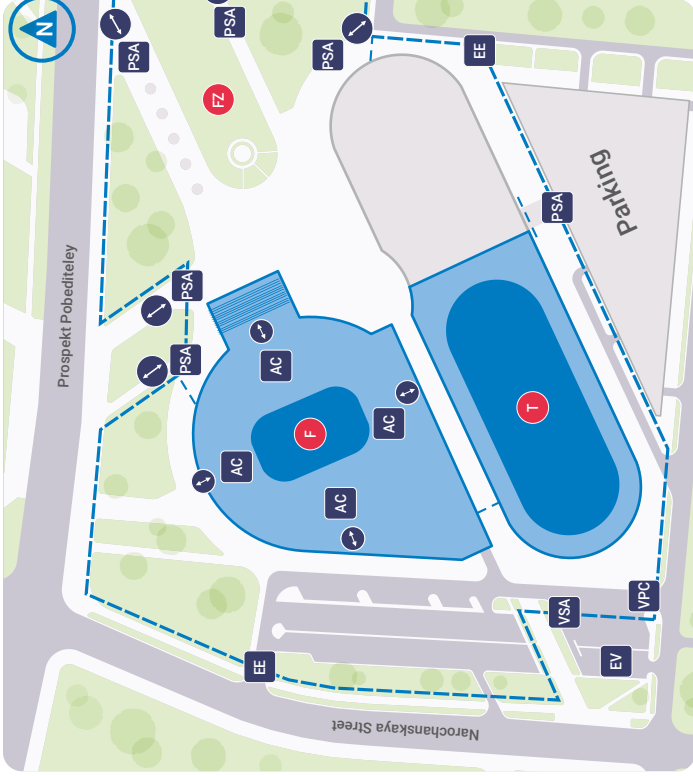 N
PSA
PSA
PSA
EE
FZ
Parking
PSA
Prospekt Pobediteley
PSA
PSA
AC
AC
AC
AC
F
T
VSA
VPC
EV
EE
Narochanskaya Street